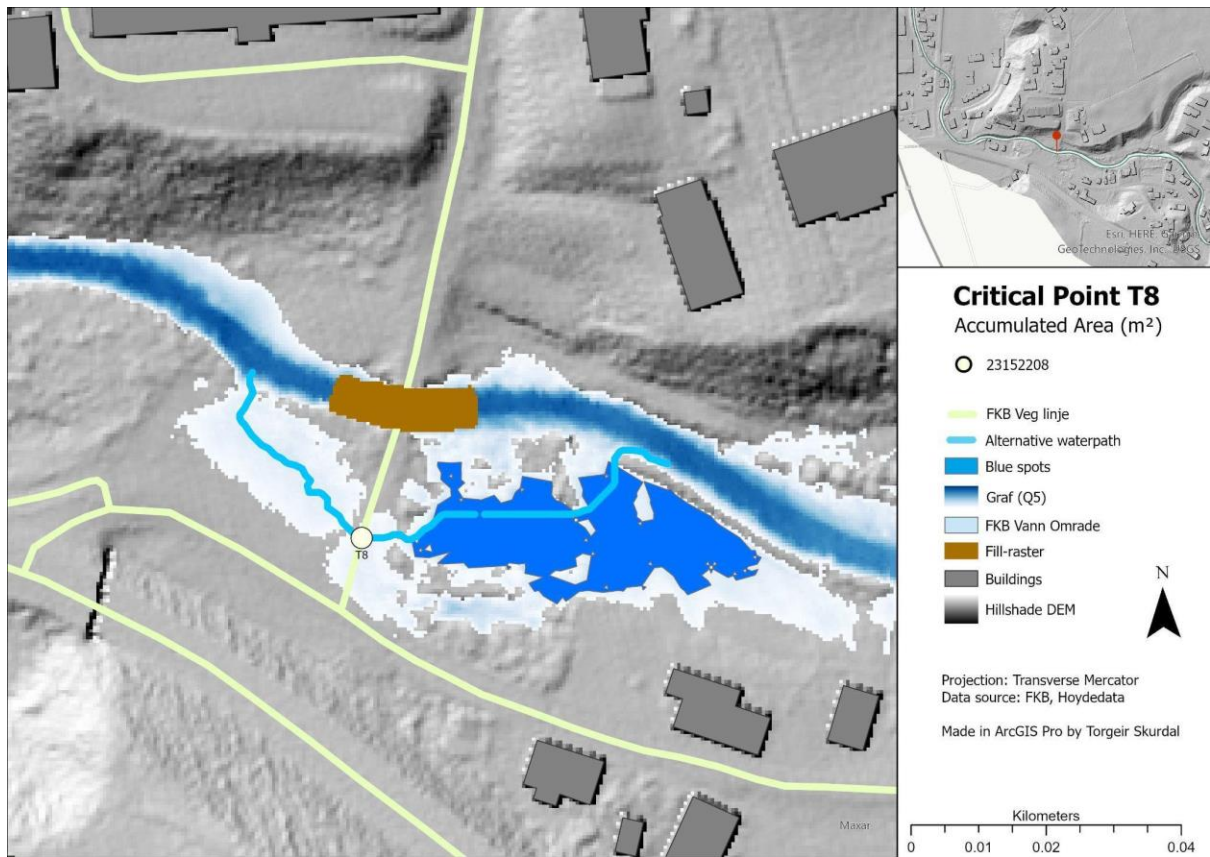 T8
Maxar
Esri, HERE,
GeoTechnologies, Inc.,
Critical Point T8
Accumulated Area (m²)
23152208
FKB Veg linje
Alternative waterpath
Blue spots
Graf (Q5)
FKB Vann Omrade
Fill-raster
Buildings
Hillshade DEM
N
Projection: Transverse Mercator
Data source: FKB, Hoydedata
Made in ArcGIS Pro by Torgeir Skurdal
Kilometers
0 0.01 0.02 0.04